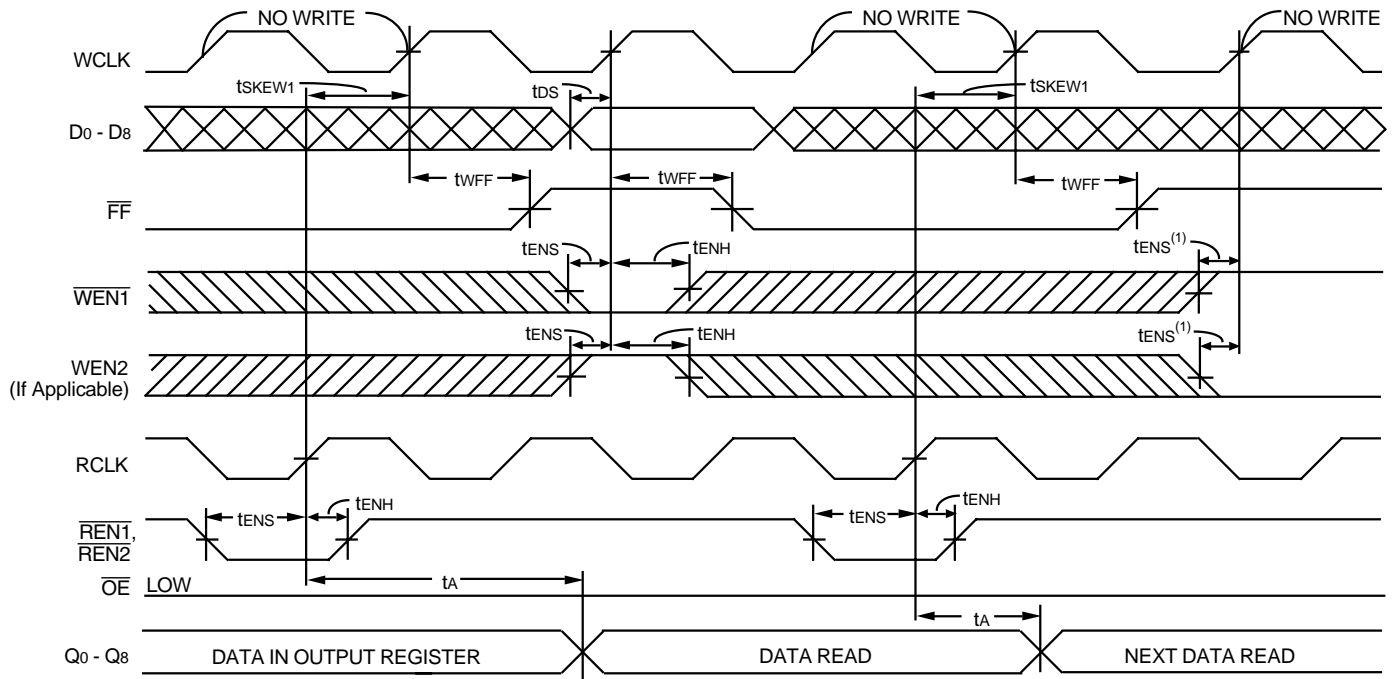 NO WRITE NO WRITE NO WRITE
WCLK
tSKEW1 tDS tSKEW1
D0 - D8
tWFF tWFF tWFF
FF
tENS tENH tENS(1)
WEN1
tENS tENH tENS(1)
WEN2
(If Applicable)
RCLK
tENS tENH tENS tENH
REN1,
REN2
tA
OE LOW
tA
Q0 - Q8 DATA IN OUTPUT REGISTER DATA READ NEXT DATA READ